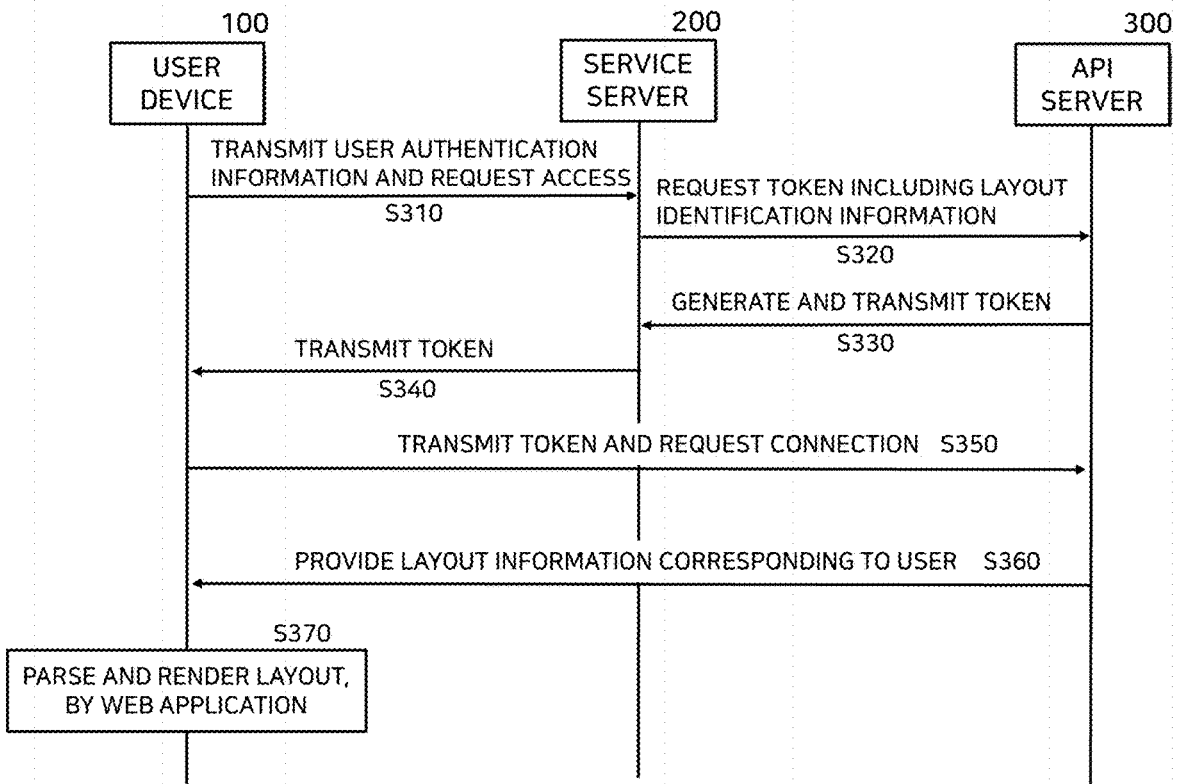 100
200
300
USER
DEVICE
SERVICE
SERVER
API
SERVER
TRANSMIT USER AUTHENTICATION
INFORMATION AND REQUEST ACCESS
S310
REQUEST TOKEN INCLUDING LAYOUT
IDENTIFICATION INFORMATION
S320
GENERATE AND TRANSMIT TOKEN
S330
TRANSMIT TOKEN
S340
TRANSMIT TOKEN AND REQUEST CONNECTION S350
PROVIDE LAYOUT INFORMATION CORRESPONDING TO USER S360
S370
PARSE AND RENDER LAYOUT,
BY WEB APPLICATION